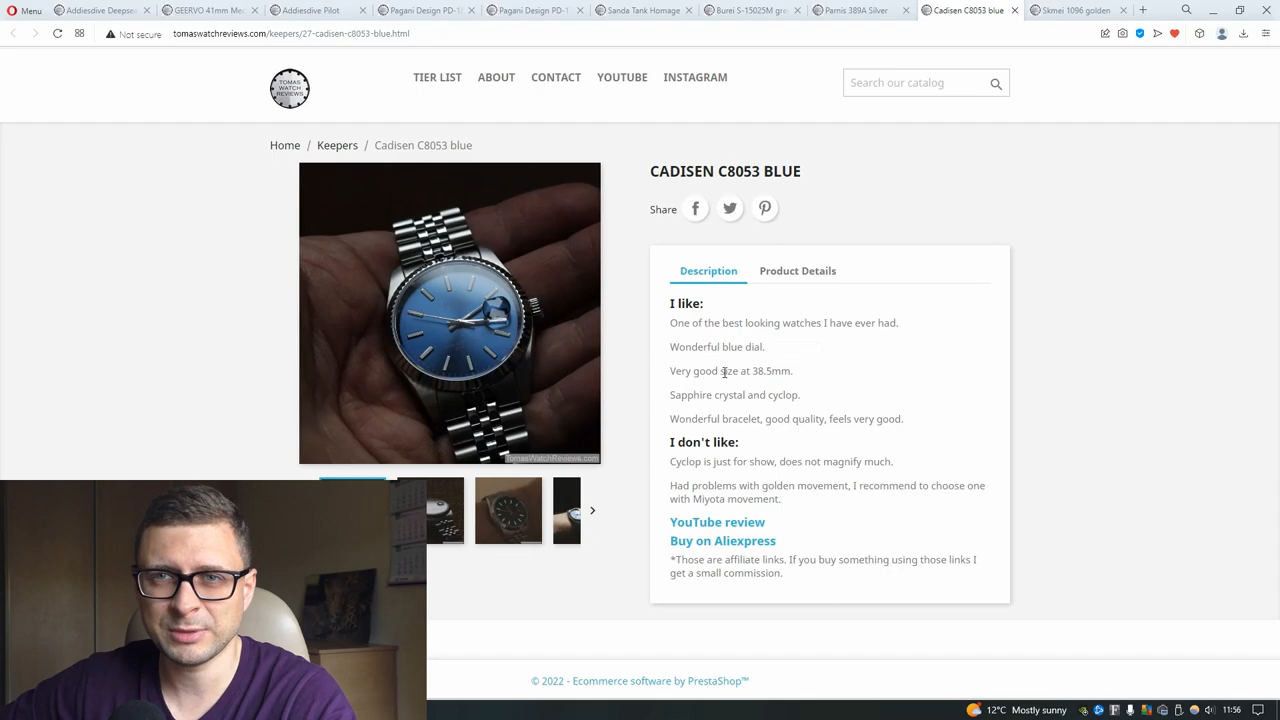 Menu
Addiesdive Deepse
GEERVO 41mm Mec
Addiesdive Pilot
Pagani Design PD-1
Pagani Design PD-1
Sanda Tank Homage
Burei S-15025M gre
Parnis 389A Silver
Cadisen C8053 blue
Skmei 1096 golden
Not secure
tomaswatchreviews.com/keepers/27-cadisen-c8053-blue.html
TOMAS
WATCH
REVIEWS
TIER LIST
ABOUT
CONTACT
YOUTUBE
INSTAGRAM
Search our catalog
Home / Keepers / Cadisen C8053 blue
TomasWatchReviews.com
CADISEN C8053 BLUE
Share
Description
Product Details
I like:
One of the best looking watches I have ever had.
Wonderful blue dial.
Very good size at 38.5mm.
Sapphire crystal and cyclop.
Wonderful bracelet, good quality, feels very good.
I don't like:
Cyclop is just for show, does not magnify much.
Had problems with golden movement, I recommend to choose one
with Miyota movement.
YouTube review
Buy on Aliexpress
*Those are affiliate links. If you buy something using those links I
get a small commission.
© 2022 - Ecommerce software by PrestaShop™
12°C Mostly sunny
11:56